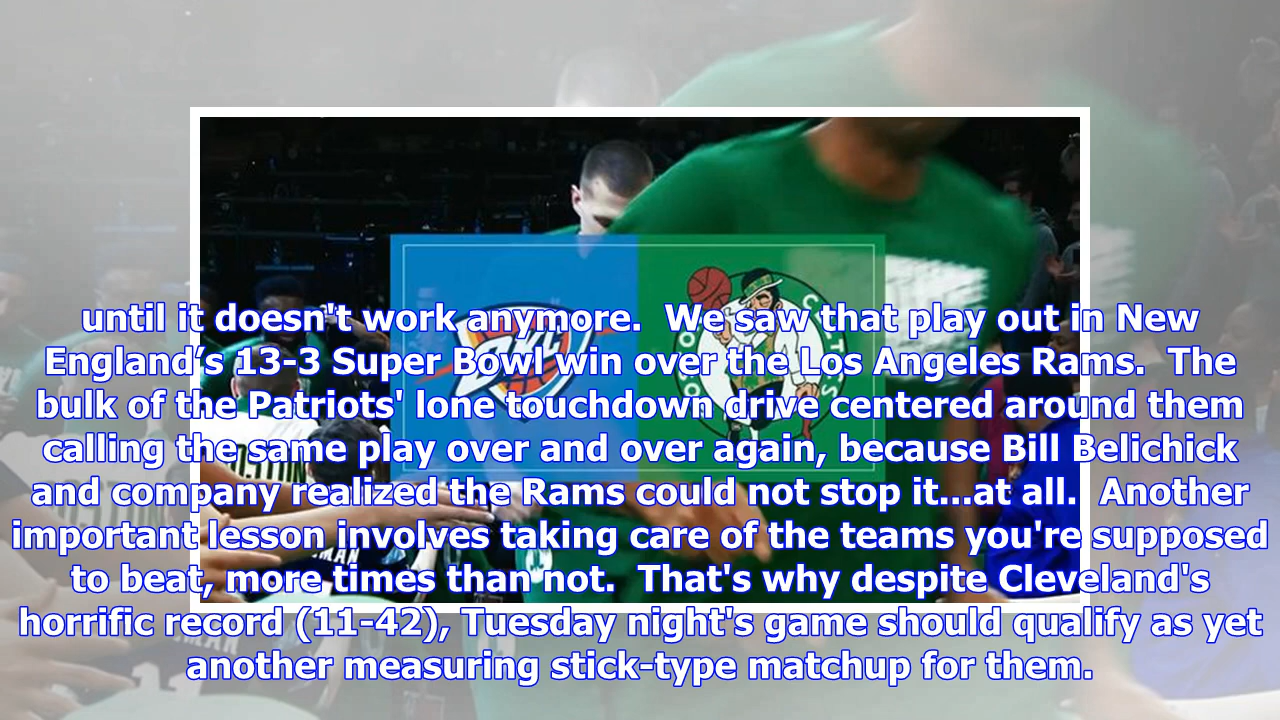 until it doesn't work anymore.  We saw that play out in New
England’s 13-3 Super Bowl win over the Los Angeles Rams.  The
bulk of the Patriots' lone touchdown drive centered around them
calling the same play over and over again, because Bill Belichick
and company realized the Rams could not stop it...at all.  Another
important lesson involves taking care of the teams you're supposed
to beat, more times than not.  That's why despite Cleveland's
horrific record (11-42), Tuesday night's game should qualify as yet
another measuring stick-type matchup for them.
OKC